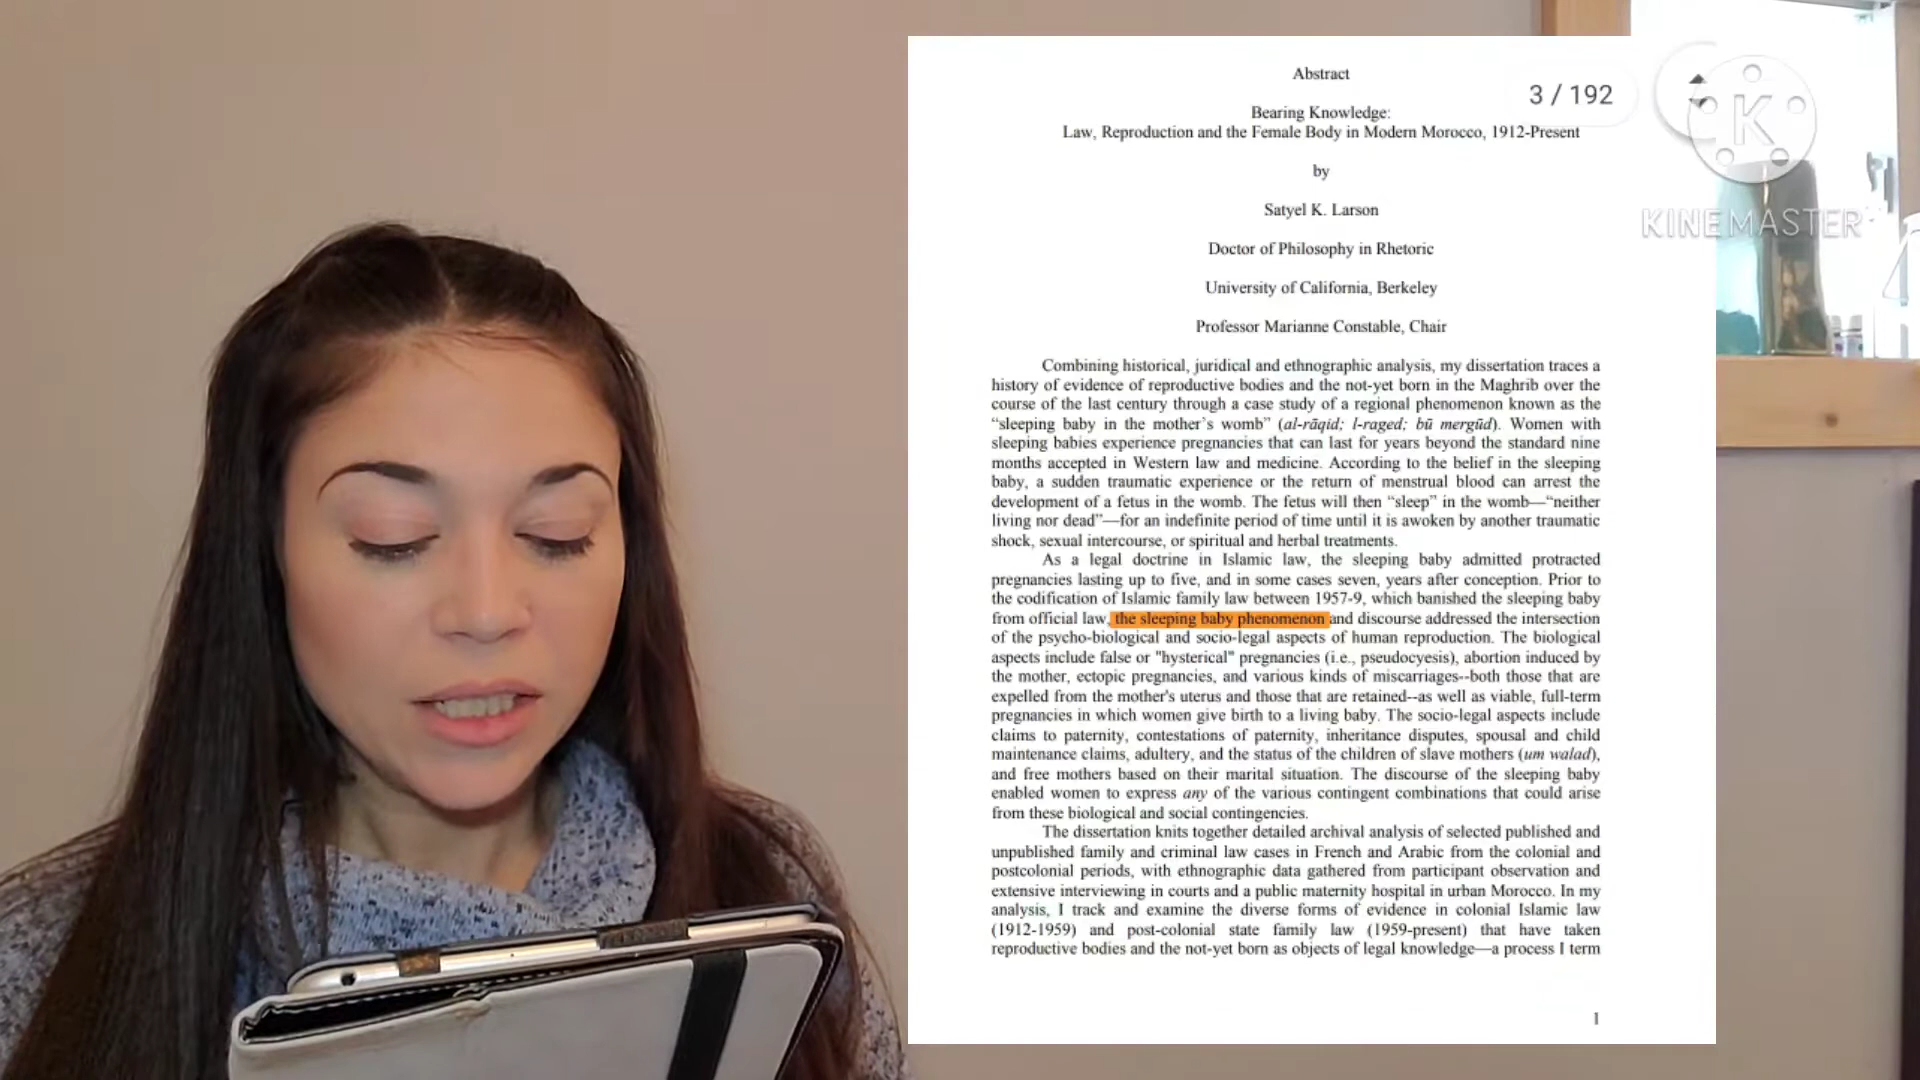 Abstract
3 / 192
Bearing Knowledge:
Law, Reproduction and the Female Body in Modern Morocco, 1912-Present
by
Satyel K. Larson
Doctor of Philosophy in Rhetoric
University of California, Berkeley
Professor Marianne Constable, Chair
Combining historical, juridical and ethnographic analysis, my dissertation traces a
history of evidence of reproductive bodies and the not-yet born in the Maghrib over the
course of the last century through a case study of a regional phenomenon known as the
“sleeping baby in the mother’s womb” (al-rāqid; l-raged; bū mergūd). Women with
sleeping babies experience pregnancies that can last for years beyond the standard nine
months accepted in Western law and medicine. According to the belief in the sleeping
baby, a sudden traumatic experience or the return of menstrual blood can arrest the
development of a fetus in the womb. The fetus will then “sleep” in the womb—“neither
living nor dead”—for an indefinite period of time until it is awoken by another traumatic
shock, sexual intercourse, or spiritual and herbal treatments.
As a legal doctrine in Islamic law, the sleeping baby admitted protracted
pregnancies lasting up to five, and in some cases seven, years after conception. Prior to
the codification of Islamic family law between 1957-9, which banished the sleeping baby
from official law, the sleeping baby phenomenon and discourse addressed the intersection
of the psycho-biological and socio-legal aspects of human reproduction. The biological
aspects include false or "hysterical" pregnancies (i.e., pseudocyesis), abortion induced by
the mother, ectopic pregnancies, and various kinds of miscarriages--both those that are
expelled from the mother's uterus and those that are retained--as well as viable, full-term
pregnancies in which women give birth to a living baby. The socio-legal aspects include
claims to paternity, contestations of paternity, inheritance disputes, spousal and child
maintenance claims, adultery, and the status of the children of slave mothers (um walad),
and free mothers based on their marital situation. The discourse of the sleeping baby
enabled women to express any of the various contingent combinations that could arise
from these biological and social contingencies.
The dissertation knits together detailed archival analysis of selected published and
unpublished family and criminal law cases in French and Arabic from the colonial and
postcolonial periods, with ethnographic data gathered from participant observation and
extensive interviewing in courts and a public maternity hospital in urban Morocco. In my
analysis, I track and examine the diverse forms of evidence in colonial Islamic law
(1912-1959) and post-colonial state family law (1959-present) that have taken
reproductive bodies and the not-yet born as objects of legal knowledge—a process I term
1
K
KINEMASTER